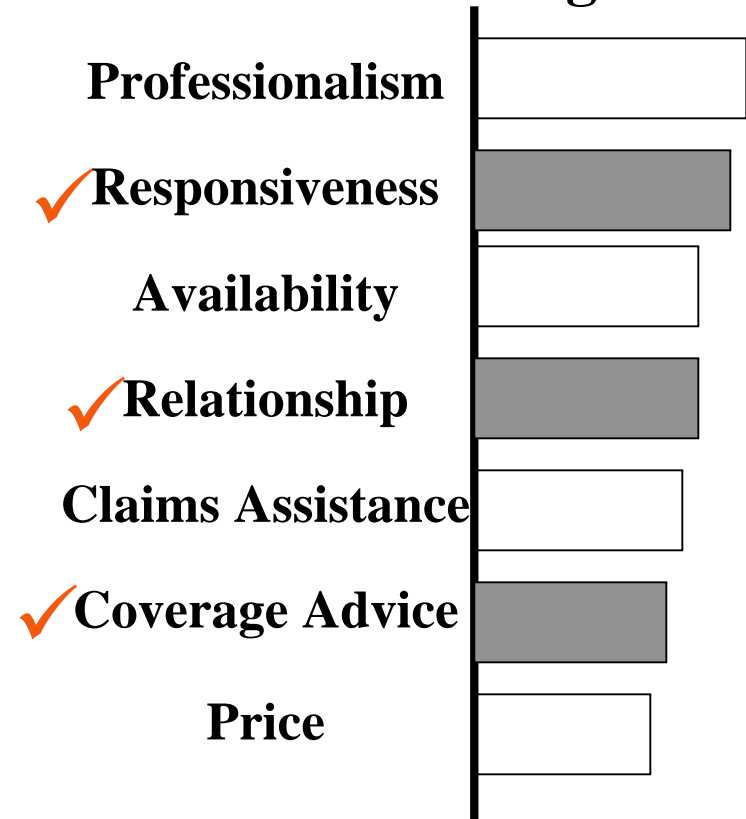 Professionalism
Responsiveness
Availability
Relationship
Claims Assistance
Coverage Advice
Price